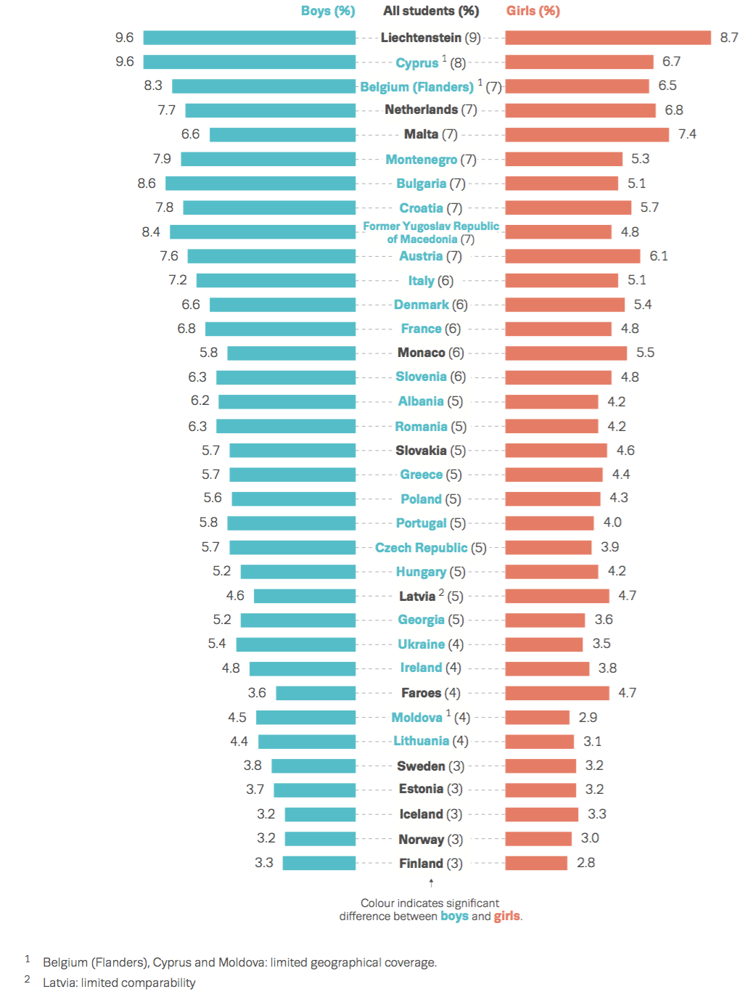 Boys (%) All students (%) Girls (%)
9.6 Liechtenstein (9) 8.7
9.6 Cyprus 1 (8) 6.7
8.3 Belgium (Flanders) 1 (7) 6.5
7.7 Netherlands (7) 6.8
6.6 Malta (7) 7.4
7.9 Montenegro (7) 5.3
8.6 Bulgaria (7) 5.1
7.8 Croatia (7) 5.7
Former Yugoslav Republic
8.4 of Macedonia (7) 4.8
7.6 Austria (7) 6.1
7.2 Italy (6) 5.1
6.6 Denmark (6) 5.4
6.8 France (6) 4.8
5.8 Monaco (6) 5.5
6.3 Slovenia (6) 4.8
6.2 Albania (5) 4.2
6.3 Romania (5) 4.2
5.7 Slovakia (5) 4.6
5.7 Greece (5) 4.4
5.6 Poland (5) 4.3
5.8 Portugal (5) 4.0
5.7 Czech Republic (5) 3.9
5.2 Hungary (5) 4.2
4.6 Latvia 2 (5) 4.7
5.2 Georgia (5) 3.6
5.4 Ukraine (4) 3.5
4.8 Ireland (4) 3.8
3.6 Faroes (4) 4.7
4.5 Moldova 1 (4) 2.9
4.4 Lithuania (4) 3.1
3.8 Sweden (3) 3.2
3.7 Estonia (3) 3.2
3.2 Iceland (3) 3.3
3.2 Norway (3) 3.0
3.3 Finland (3) 2.8
Colour indicates significant
difference between boys and girls.
1 Belgium (Flanders), Cyprus and Moldova: limited geographical coverage.
2 Latvia: limited comparability